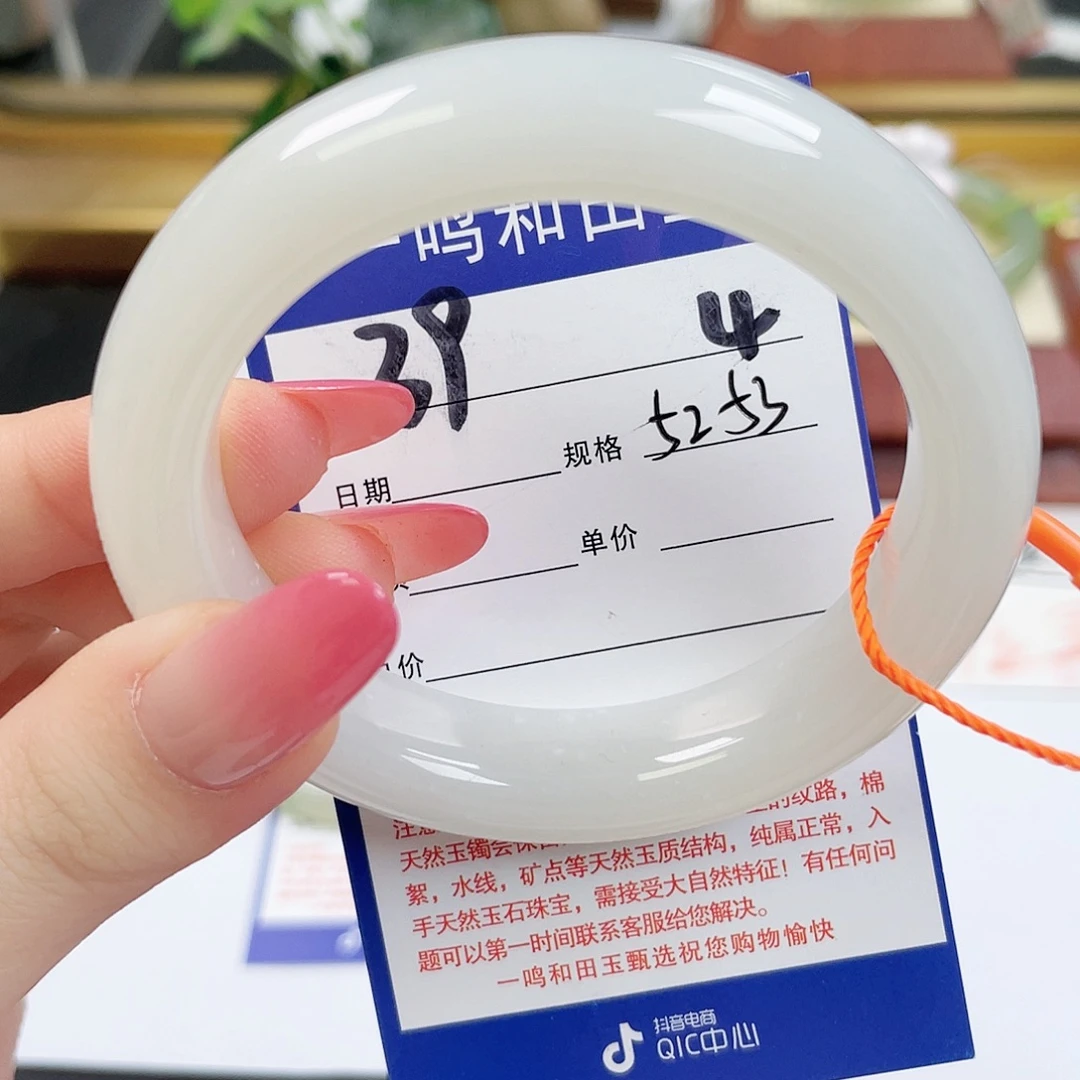 一鸣和田玉
39 4
日期 规格 52-53
单价
价
的纹路，棉
天然玉镯会保
絮，水线，矿点等天然玉质结构，纯属正常，入
手天然玉石珠宝，需接受大自然特征！有任何问
题可以第一时间联系客服给您解决。
一鸣和田玉甄选祝您购物愉快
抖音电商
QIC中心